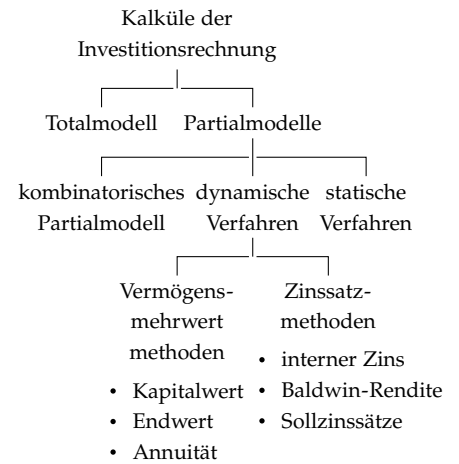 Kalküle der
Investitionsrechnung
Totalmodell Partialmodelle
kombinatorisches dynamische statische
Partialmodell Verfahren Verfahren
Vermögens-
mehrwert
methoden
• Kapitalwert
• Endwert
• Annuität
Zinssatz-
methoden
• interner Zins
• Baldwin-Rendite
• Sollzinssätze